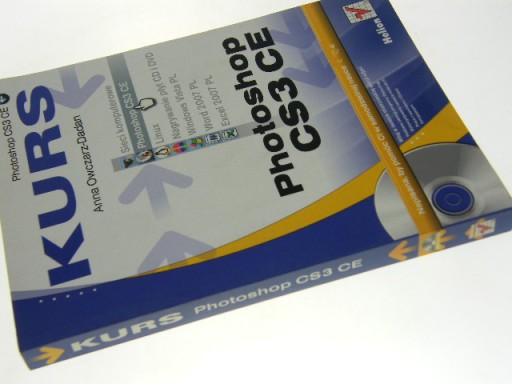 Photoshop CS3 CE
KURS
Anna Owczarz-Dadan
Sieci komputerowe
Photoshop CS3 CE
Linux
Nagrywanie płyt CD i DVD
Windows Vista PL
Word 2007 PL
Excel 2007 PL
Photoshop
CS3 CE
Helion
KURS Photoshop CS3 CE